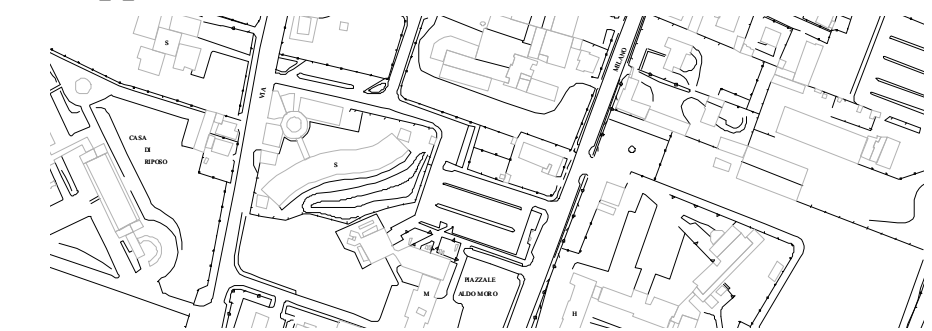 S
MILANO
VIA
CASA
DI
RIPOSO
S
PIAZZALE
M
ALDO MORO
H